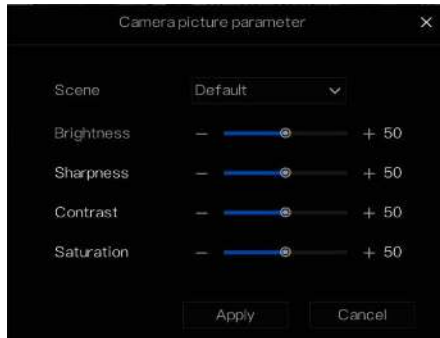 Camera picture parameter
Scene Default
Brightness − + 50
Sharpness − + 50
Contrast − + 50
Saturation − + 50
Apply Cancel